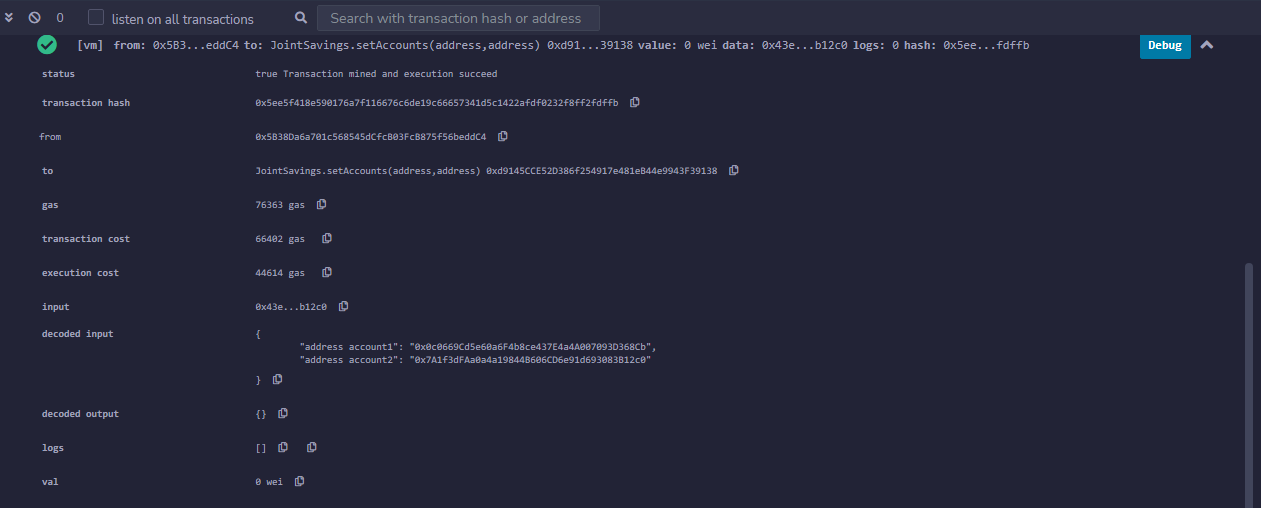 0 listen on all transactions Search with transaction hash or address
[vm] from: 0x5B3...eddC4 to: JointSavings.setAccounts(address,address) 0xd91...39138 value: 0 wei data: 0x43e...b12c0 logs: 0 hash: 0x5ee...fdffb Debug
status true Transaction mined and execution succeed
transaction hash 0x5ee5f418e590176a7f116676c6de19c66657341d5c1422afdf0232f8ff2fdffb
from 0x5B38Da6a701c568545dCfcB03FcB875f56beddC4
to JointSavings.setAccounts(address,address) 0xd9145CCE52D386f254917e481eB44e9943F39138
gas 76363 gas
transaction cost 66402 gas
execution cost 44614 gas
input 0x43e...b12c0
decoded input {
"address account1": "0x0c0669Cd5e60a6F4b8ce437E4a4A007093D368Cb",
"address account2": "0x7A1f3dFAa0a4a19844B606CD6e91d693083B12c0"
}
decoded output {}
logs []
val 0 wei